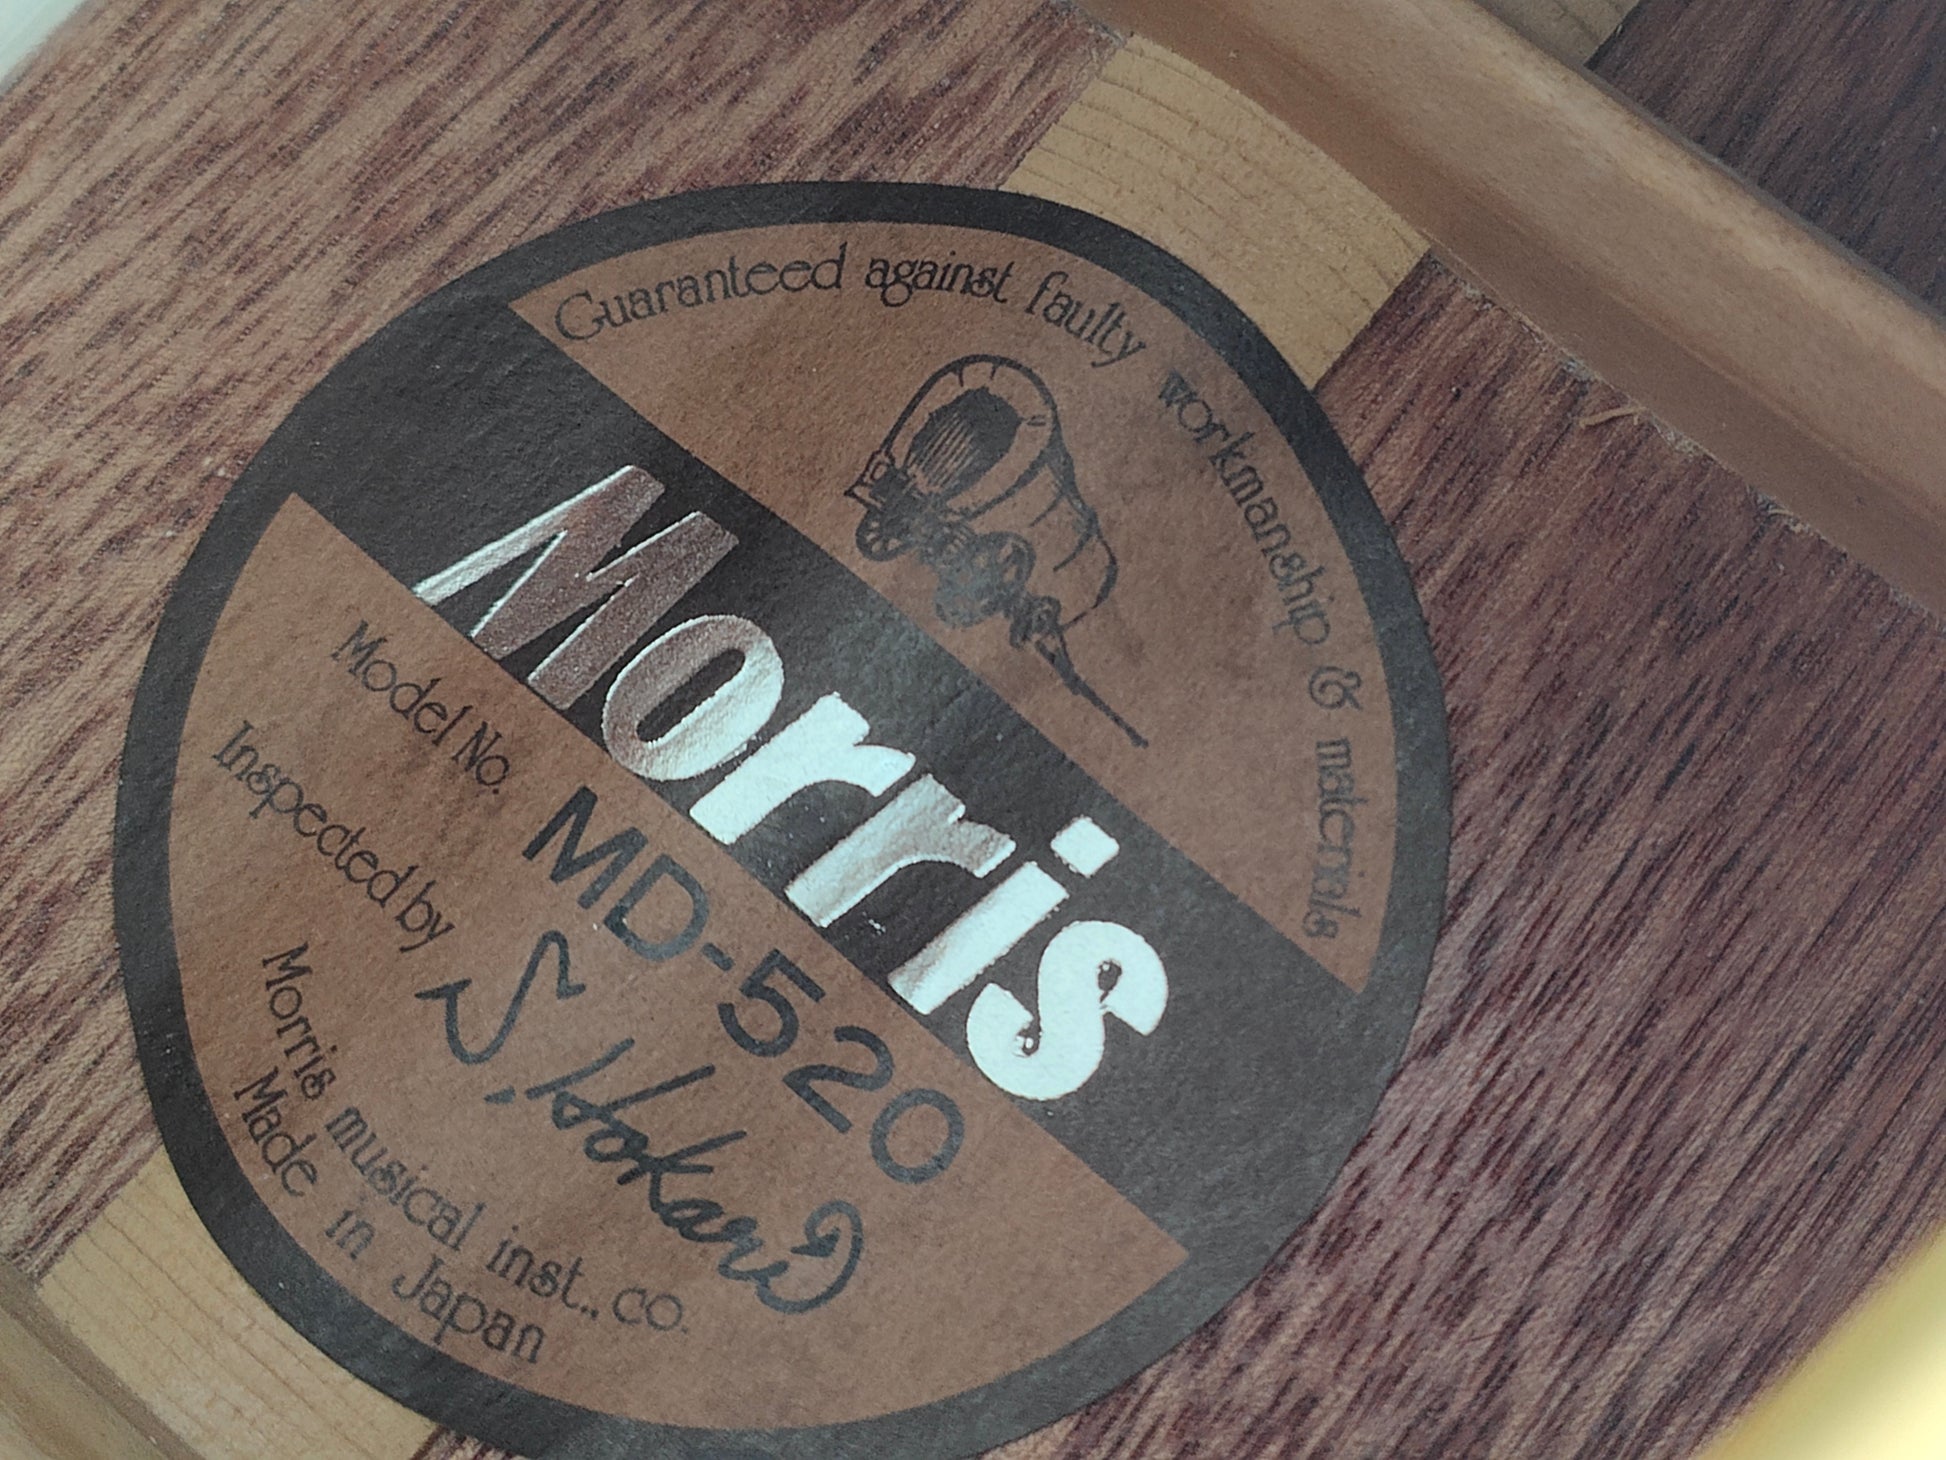 Guaranteed against faulty workmanship & materials
Morris
Model No. MD-520
Inspected by S. Hokari
Morris musical inst., co.
Made in Japan